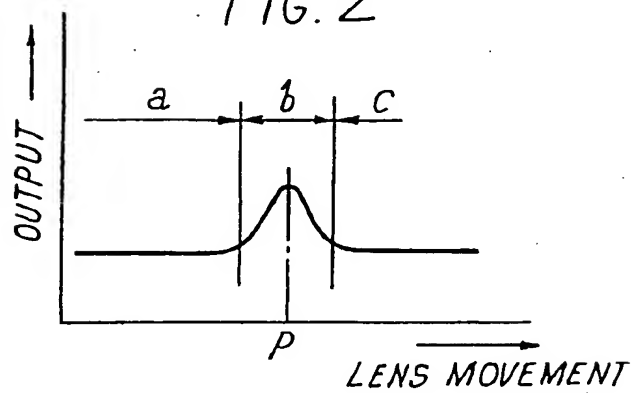 FIG. 2
a b c
OUTPUT
P
LENS MOVEMENT